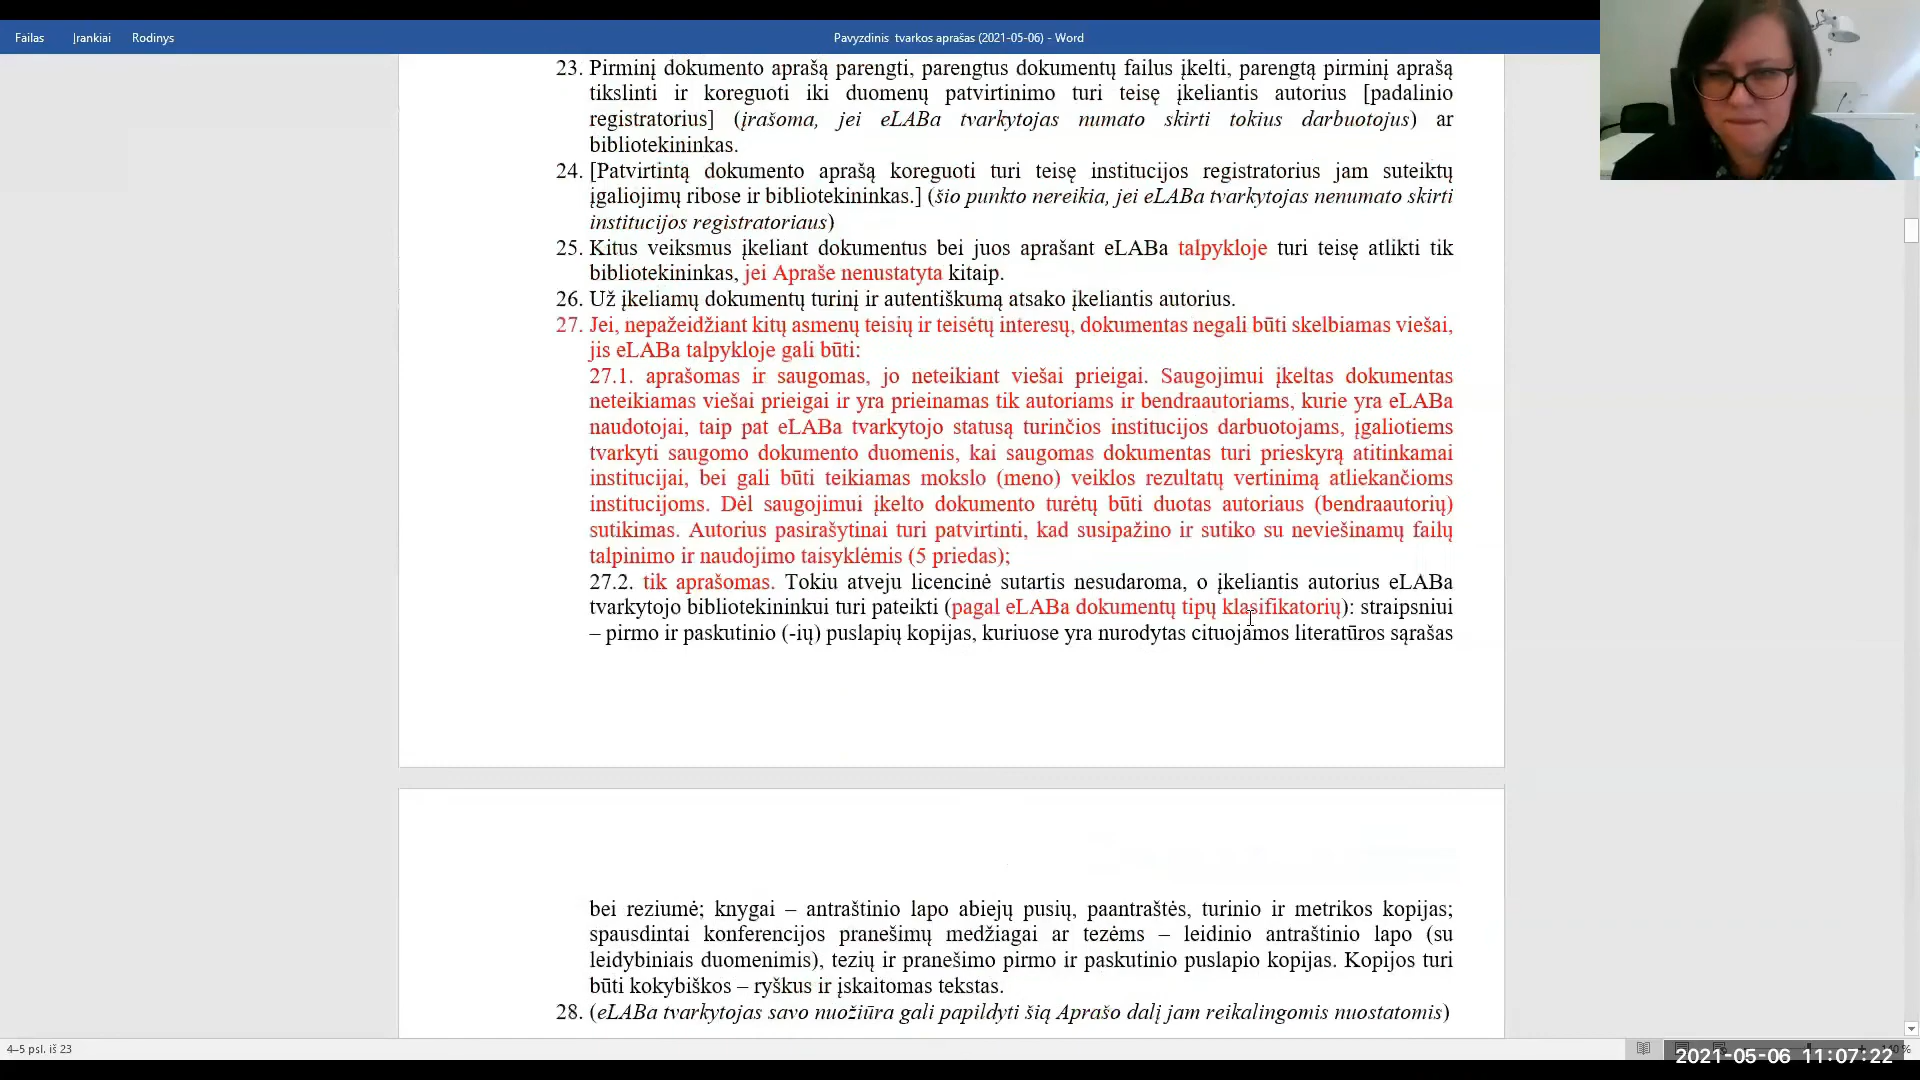 Failas Įrankiai Rodinys Pavyzdinis tvarkos aprašas (2021-05-06) - Word
23. Pirminį dokumento aprašą parengti, parengtus dokumentų failus įkelti, parengtą pirminį aprašą
tikslinti ir koreguoti iki duomenų patvirtinimo turi teisę įkeliantis autorius [padalinio
registratorius] (įrašoma, jei eLABa tvarkytojas numato skirti tokius darbuotojus) ar
bibliotekininkas.
24. [Patvirtintą dokumento aprašą koreguoti turi teisę institucijos registratorius jam suteiktų
įgaliojimų ribose ir bibliotekininkas.] (šio punkto nereikia, jei eLABa tvarkytojas nenumato skirti
institucijos registratoriaus)
25. Kitus veiksmus įkeliant dokumentus bei juos aprašant eLABa talpykloje turi teisę atlikti tik
bibliotekininkas, jei Apraše nenustatyta kitaip.
26. Už įkeliamų dokumentų turinį ir autentiškumą atsako įkeliantis autorius.
27. Jei, nepažeidžiant kitų asmenų teisių ir teisėtų interesų, dokumentas negali būti skelbiamas viešai,
jis eLABa talpykloje gali būti:
27.1. aprašomas ir saugomas, jo neteikiant viešai prieigai. Saugojimui įkeltas dokumentas
neteikiamas viešai prieigai ir yra prieinamas tik autoriams ir bendraautoriams, kurie yra eLABa
naudotojai, taip pat eLABa tvarkytojo statusą turinčios institucijos darbuotojams, įgaliotiems
tvarkyti saugomo dokumento duomenis, kai saugomas dokumentas turi prieskyrą atitinkamai
institucijai, bei gali būti teikiamas mokslo (meno) veiklos rezultatų vertinimą atliekančioms
institucijoms. Dėl saugojimui įkelto dokumento turėtų būti duotas autoriaus (bendraautorių)
sutikimas. Autorius pasirašytinai turi patvirtinti, kad susipažino ir sutiko su neviešinamų failų
talpinimo ir naudojimo taisyklėmis (5 priedas);
27.2. tik aprašomas. Tokiu atveju licencinė sutartis nesudaroma, o įkeliantis autorius eLABa
tvarkytojo bibliotekininkui turi pateikti (pagal eLABa dokumentų tipų klasifikatorių): straipsniui
– pirmo ir paskutinio (-ių) puslapių kopijas, kuriuose yra nurodytas cituojamos literatūros sąrašas
bei reziumė; knygai – antraštinio lapo abiejų pusių, paantraštės, turinio ir metrikos kopijas;
spausdintai konferencijos pranešimų medžiagai ar tezėms – leidinio antraštinio lapo (su
leidybiniais duomenimis), tezių ir pranešimo pirmo ir paskutinio puslapio kopijas. Kopijos turi
būti kokybiškos – ryškus ir įskaitomas tekstas.
28. (eLABa tvarkytojas savo nuožiūra gali papildyti šią Aprašo dalį jam reikalingomis nuostatomis)
4–5 psl. iš 23
2021-05-06 11:07:22